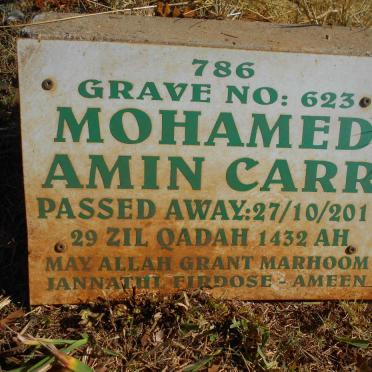 786
GRAVE NO: 623
MOHAMED
AMIN CARR
PASSED AWAY:27/10/201
29 ZIL QADAH 1432 AH
MAY ALLAH GRANT MARHOOM
JANNATHL FIRDOSE - AMEEN